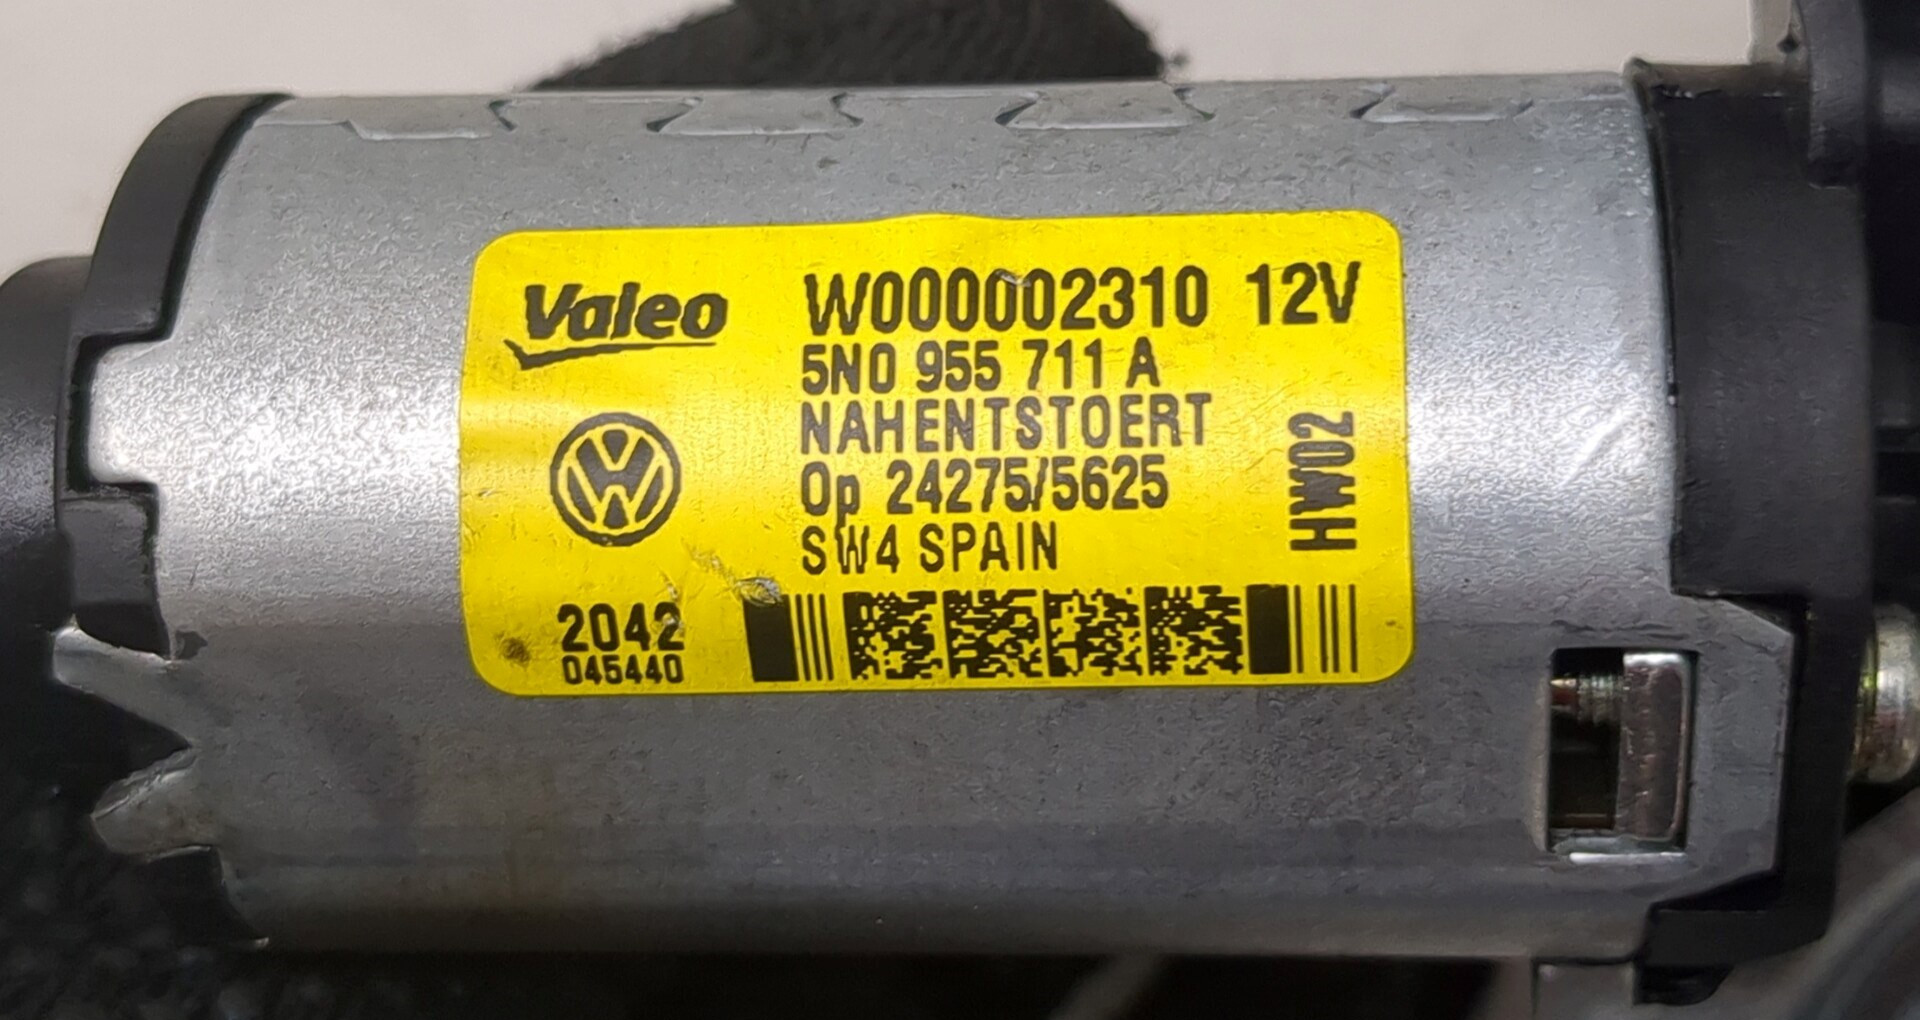 Valeo
W000002310 12V
5N0 955 711 A
NAHENTSTOERT
Op 24275/5625
SW4 SPAIN
HW02
2042
045440